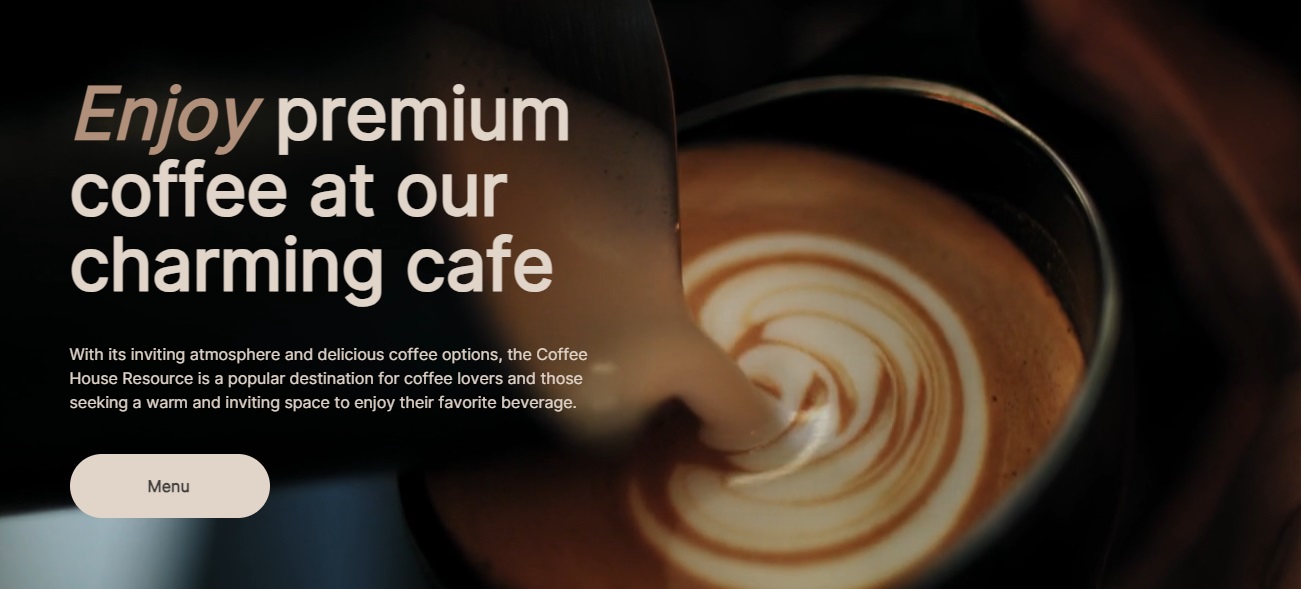 Enjoy premium
coffee at our
charming cafe
With its inviting atmosphere and delicious coffee options, the Coffee
House Resource is a popular destination for coffee lovers and those
seeking a warm and inviting space to enjoy their favorite beverage.
Menu